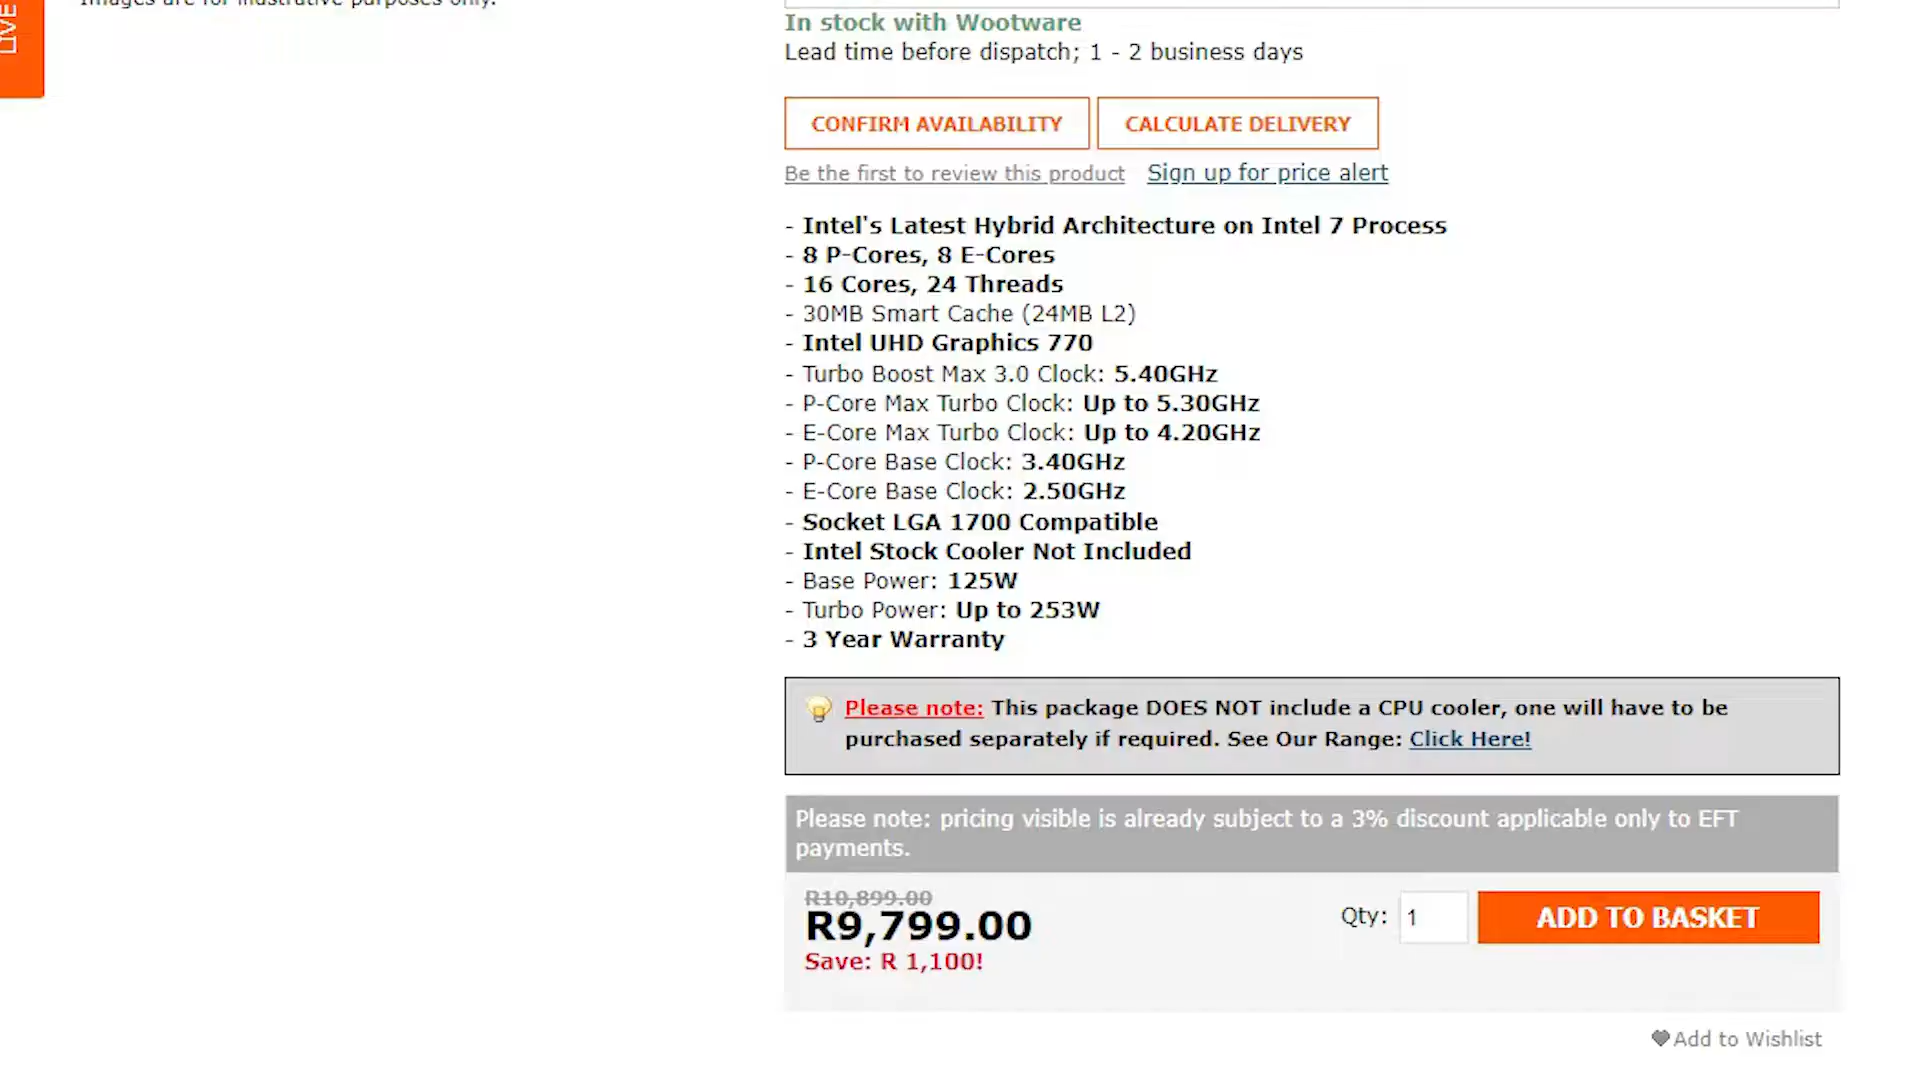 Images are for illustrative purposes only.
LIVE
In stock with Wootware
Lead time before dispatch; 1 - 2 business days
CONFIRM AVAILABILITY
CALCULATE DELIVERY
Be the first to review this product
Sign up for price alert
- Intel's Latest Hybrid Architecture on Intel 7 Process
- 8 P-Cores, 8 E-Cores
- 16 Cores, 24 Threads
- 30MB Smart Cache (24MB L2)
- Intel UHD Graphics 770
- Turbo Boost Max 3.0 Clock: 5.40GHz
- P-Core Max Turbo Clock: Up to 5.30GHz
- E-Core Max Turbo Clock: Up to 4.20GHz
- P-Core Base Clock: 3.40GHz
- E-Core Base Clock: 2.50GHz
- Socket LGA 1700 Compatible
- Intel Stock Cooler Not Included
- Base Power: 125W
- Turbo Power: Up to 253W
- 3 Year Warranty
Please note: This package DOES NOT include a CPU cooler, one will have to be
purchased separately if required. See Our Range: Click Here!
Please note: pricing visible is already subject to a 3% discount applicable only to EFT
payments.
R10,899.00
R9,799.00
Save: R 1,100!
Qty: 1
ADD TO BASKET
Add to Wishlist